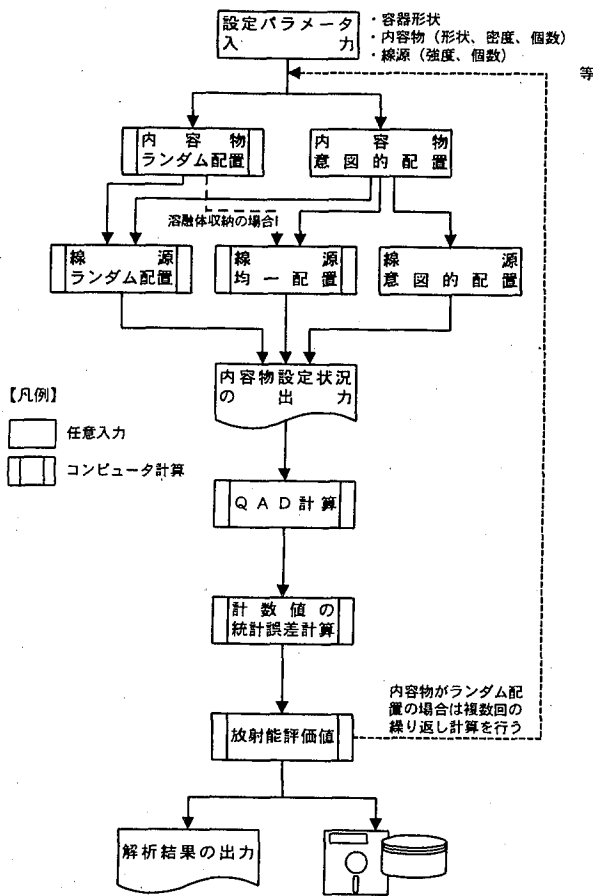 設定パラメータ
入力
・容器形状
・内容物（形状、密度、個数）
・線源（強度、個数）
等
内容物
ランダム配置
内容物
意図的配置
溶融体収納の場合
線源
ランダム配置
線源
均一配置
線源
意図的配置
内容物設定状況
の出力
【凡例】
任意入力
コンピュータ計算
ＱＡＤ計算
計数値の
統計誤差計算
内容物がランダム配
置の場合は複数回の
繰り返し計算を行う
放射能評価値
解析結果の出力